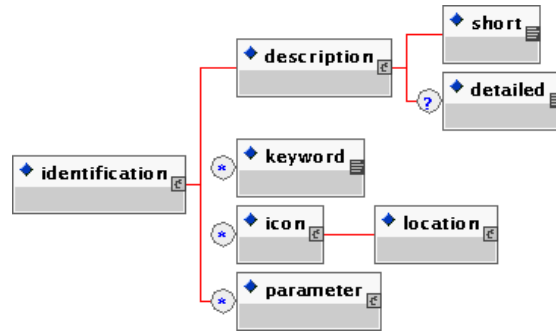 short
description
? detailed
* keyword
identification
* icon
location
* parameter